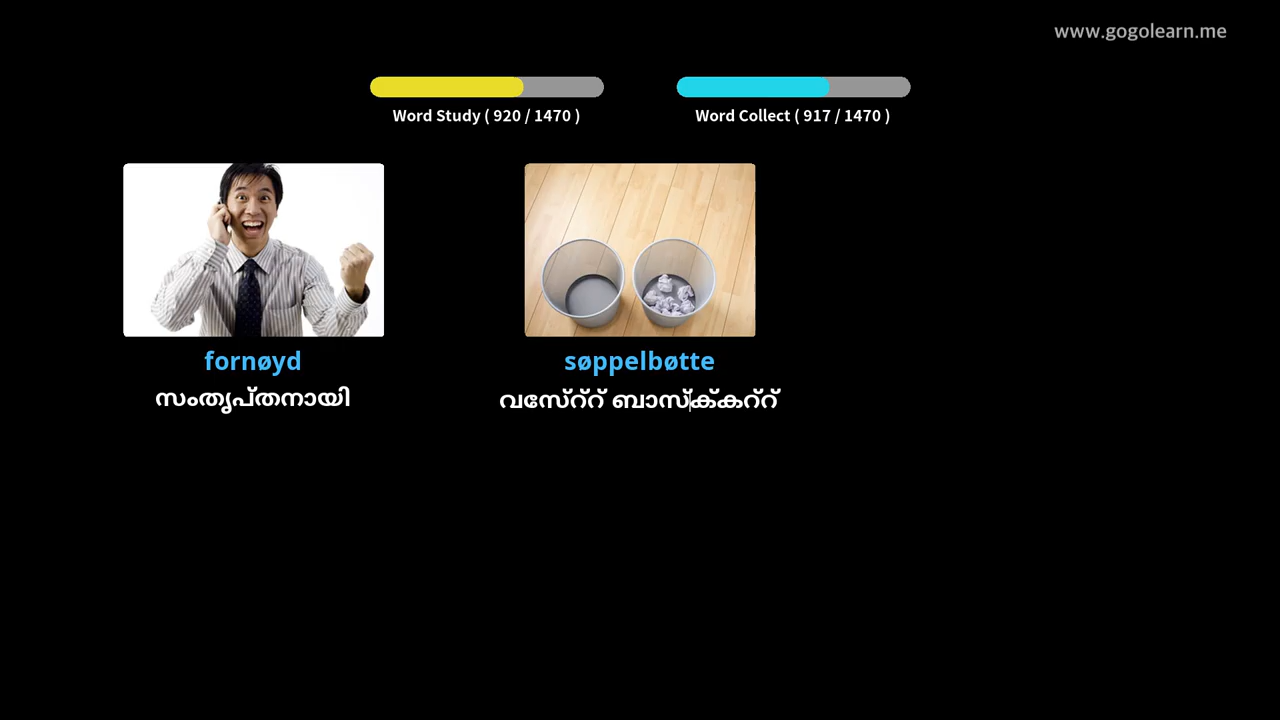 www.gogolearn.me
Word Study ( 920 / 1470 )
Word Collect ( 917 / 1470 )
fornøyd
സംതൃപ്തനായി
søppelbøtte
വസ്റ്റേറ് ബാസ്ക്ക്കറ്റ്